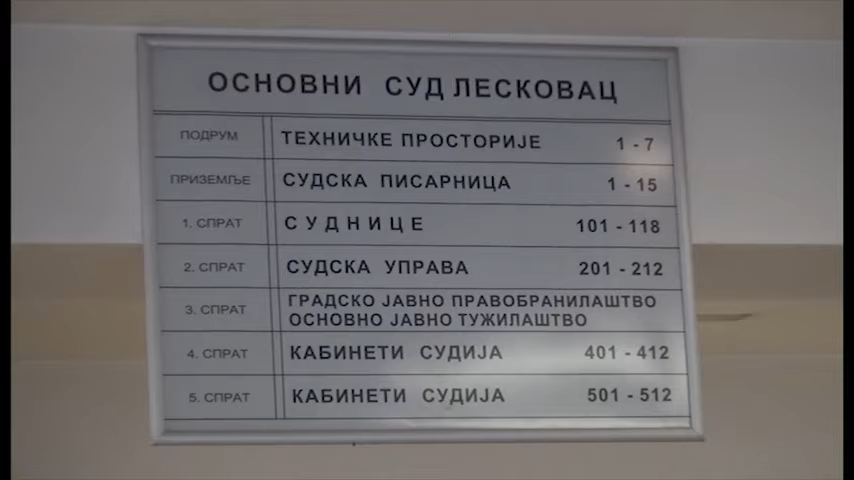 ОСНОВНИ СУД ЛЕСКОВАЦ
ПОДРУМ ТЕХНИЧКЕ ПРОСТОРИЈЕ 1 - 7
ПРИЗЕМЉЕ СУДСКА ПИСАРНИЦА 1 - 15
1. СПРАТ С У Д Н И Ц Е 101 - 118
2. СПРАТ СУДСКА УПРАВА 201 - 212
3. СПРАТ ГРАДСКО ЈАВНО ПРАВОБРАНИЛАШТВО
ОСНОВНО ЈАВНО ТУЖИЛАШТВО
4. СПРАТ КАБИНЕТИ СУДИЈА 401 - 412
5. СПРАТ КАБИНЕТИ СУДИЈА 501 - 512